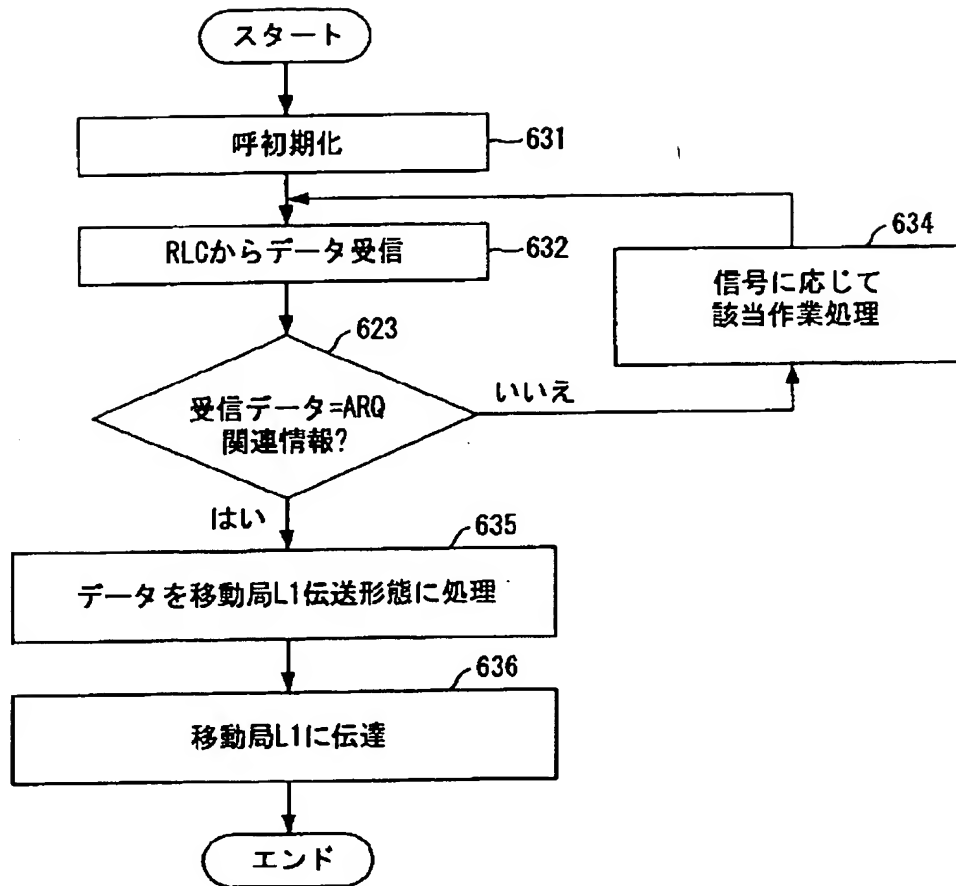 スタート
呼初期化
631
RLCからデータ受信
632
634
信号に応じて
該当作業処理
623
受信データ=ARQ
関連情報?
いいえ
はい
635
データを移動局L1伝送形態に処理
636
移動局L1に伝達
エンド